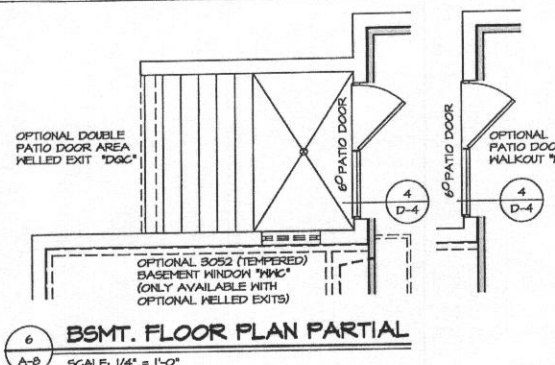 OPTIONAL DOUBLE
PATIO DOOR AREA
WELLED EXIT "DQC"
6⁰ PATIO DOOR
4
D-4
6⁰ PATIO DOOR
OPTIONAL
PATIO DOO
WALKOUT "
4
D-4
OPTIONAL 3052 (TEMPERED)
BASEMENT WINDOW "WWC"
(ONLY AVAILABLE WITH
OPTIONAL WELLED EXITS)
6
A-8
BSMT. FLOOR PLAN PARTIAL
SCALE: 1/4" = 1'-0"